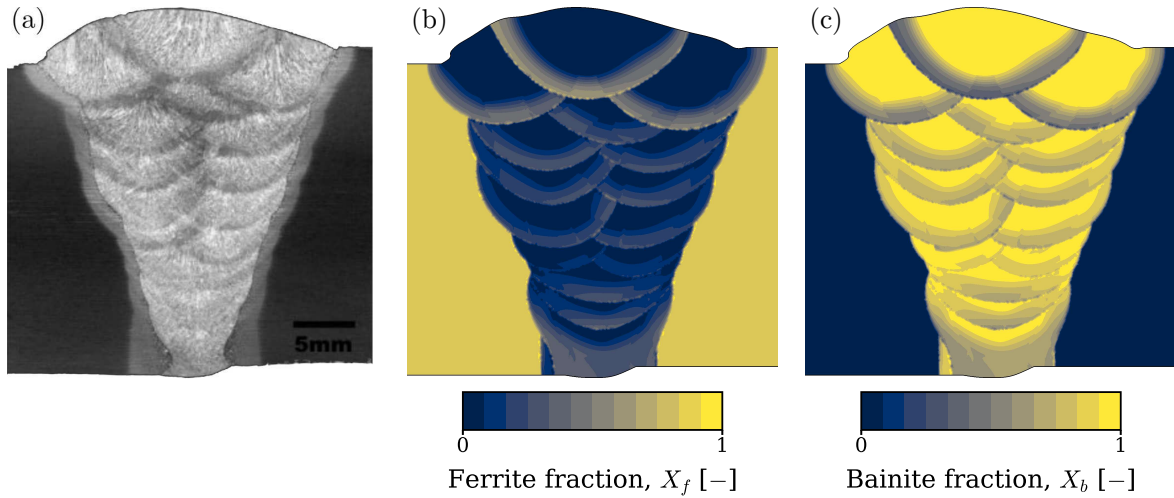 (a)
(b)
(c)
5mm
0 1
0 1
Ferrite fraction, X_f [−]
Bainite fraction, X_b [−]